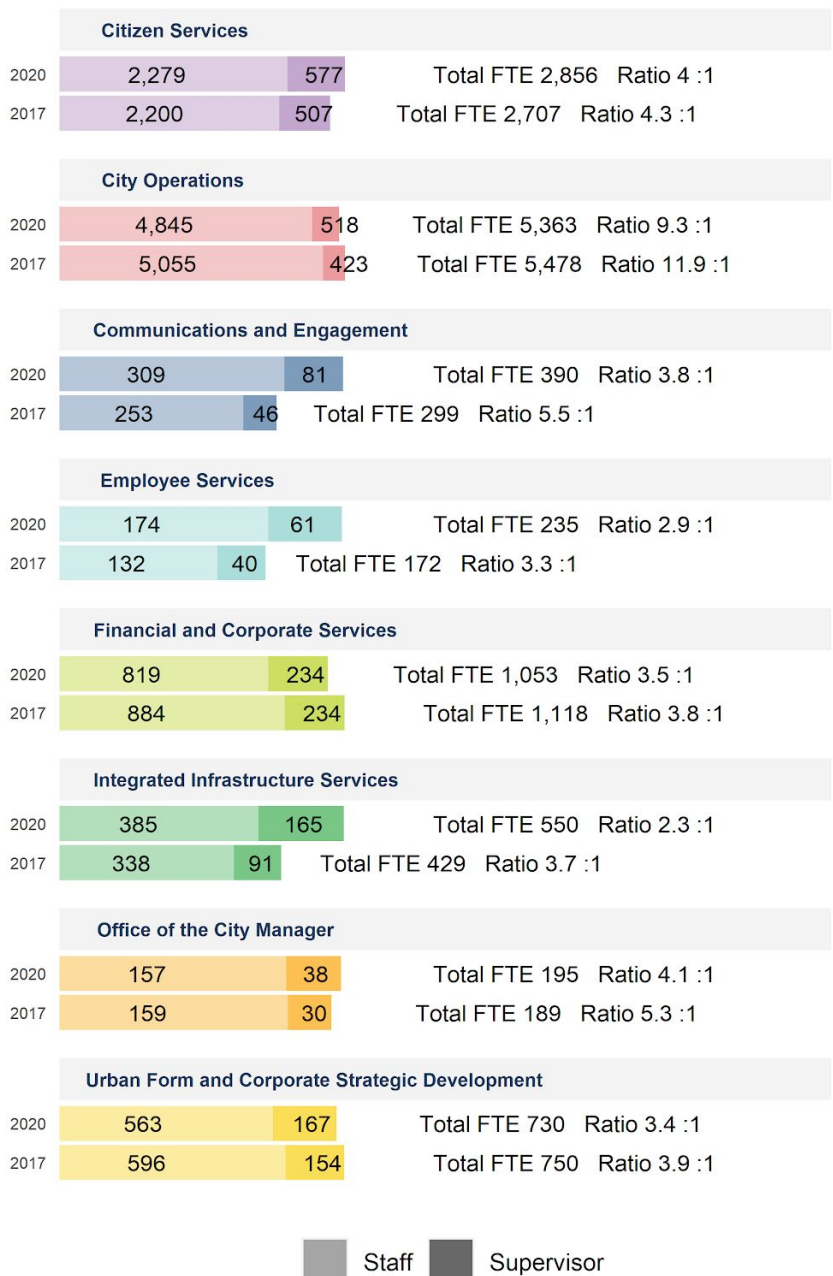 Citizen Services
2020 2,279 577 Total FTE 2,856 Ratio 4 :1
2017 2,200 507 Total FTE 2,707 Ratio 4.3 :1
City Operations
2020 4,845 518 Total FTE 5,363 Ratio 9.3 :1
2017 5,055 423 Total FTE 5,478 Ratio 11.9 :1
Communications and Engagement
2020 309 81 Total FTE 390 Ratio 3.8 :1
2017 253 46 Total FTE 299 Ratio 5.5 :1
Employee Services
2020 174 61 Total FTE 235 Ratio 2.9 :1
2017 132 40 Total FTE 172 Ratio 3.3 :1
Financial and Corporate Services
2020 819 234 Total FTE 1,053 Ratio 3.5 :1
2017 884 234 Total FTE 1,118 Ratio 3.8 :1
Integrated Infrastructure Services
2020 385 165 Total FTE 550 Ratio 2.3 :1
2017 338 91 Total FTE 429 Ratio 3.7 :1
Office of the City Manager
2020 157 38 Total FTE 195 Ratio 4.1 :1
2017 159 30 Total FTE 189 Ratio 5.3 :1
Urban Form and Corporate Strategic Development
2020 563 167 Total FTE 730 Ratio 3.4 :1
2017 596 154 Total FTE 750 Ratio 3.9 :1
Staff Supervisor